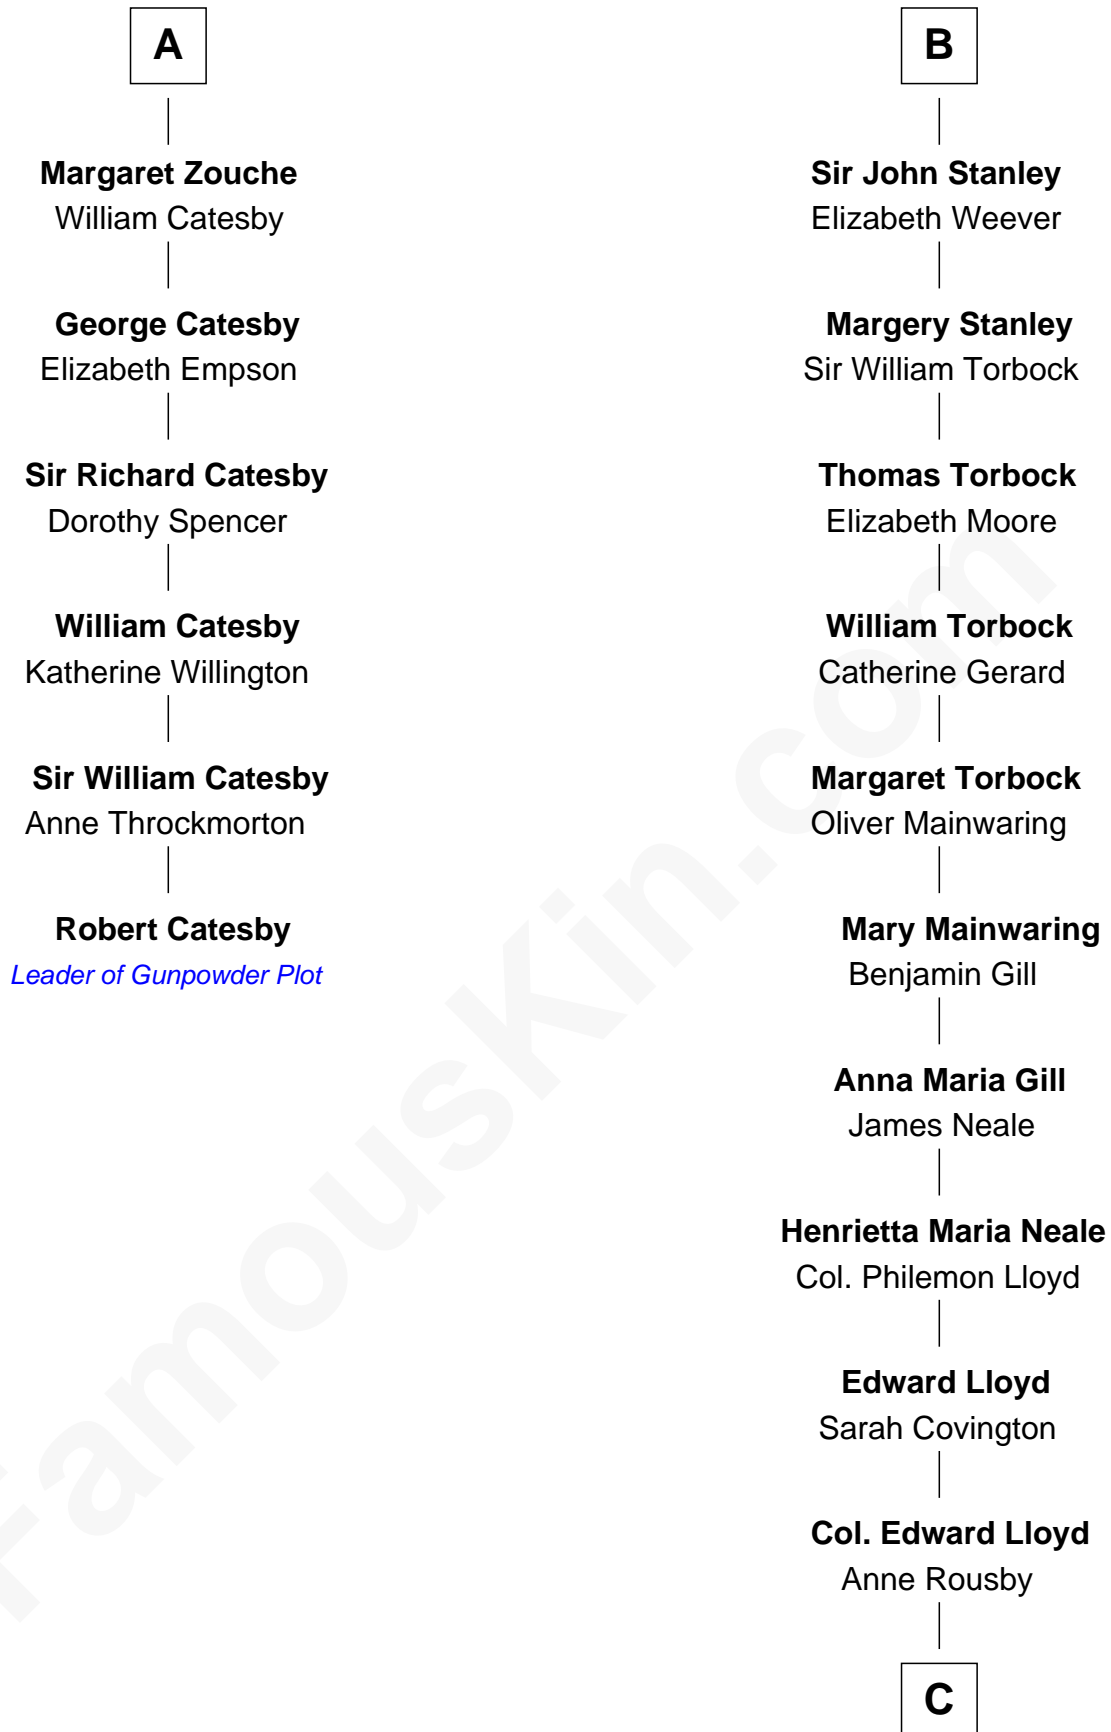 A
Margaret Zouche
William Catesby
George Catesby
Elizabeth Empson
Sir Richard Catesby
Dorothy Spencer
William Catesby
Katherine Willington
Sir William Catesby
Anne Throckmorton
Robert Catesby
Leader of Gunpowder Plot
B
Sir John Stanley
Elizabeth Weever
Margery Stanley
Sir William Torbock
Thomas Torbock
Elizabeth Moore
William Torbock
Catherine Gerard
Margaret Torbock
Oliver Mainwaring
Mary Mainwaring
Benjamin Gill
Anna Maria Gill
James Neale
Henrietta Maria Neale
Col. Philemon Lloyd
Edward Lloyd
Sarah Covington
Col. Edward Lloyd
Anne Rousby
C
FamousKin.com